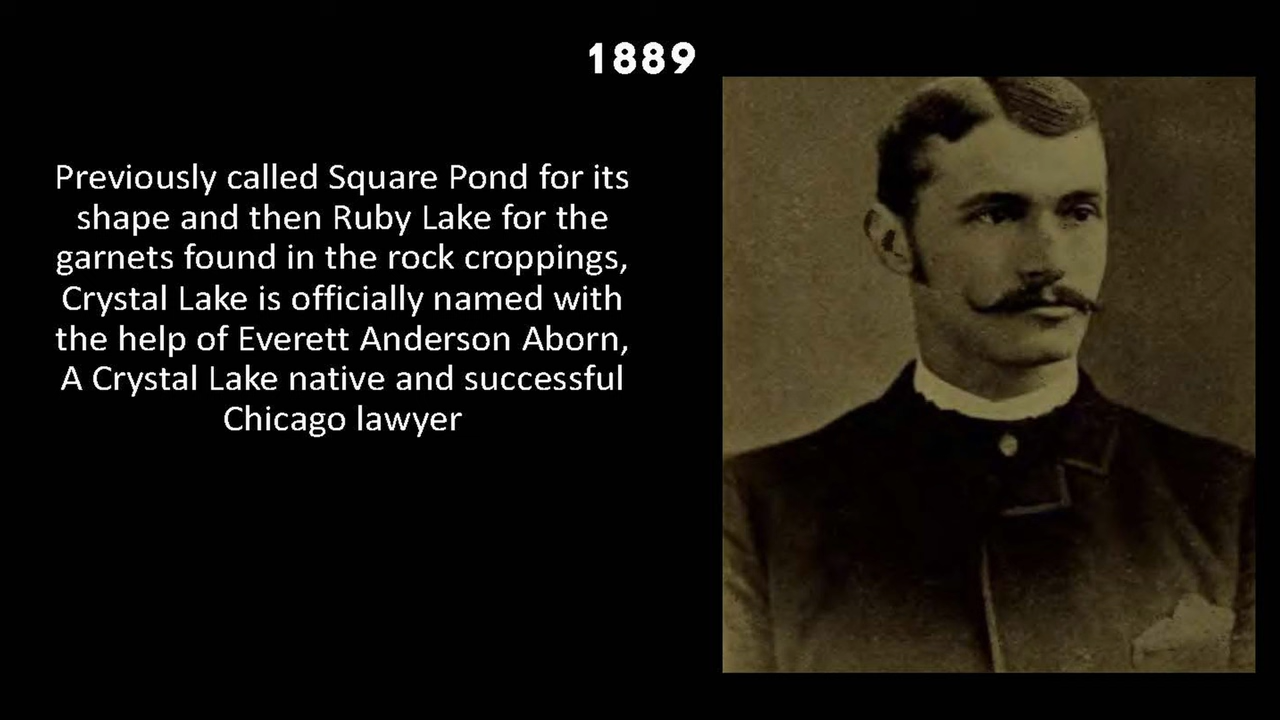 1889
Previously called Square Pond for its
shape and then Ruby Lake for the
garnets found in the rock croppings,
Crystal Lake is officially named with
the help of Everett Anderson Aborn,
A Crystal Lake native and successful
Chicago lawyer